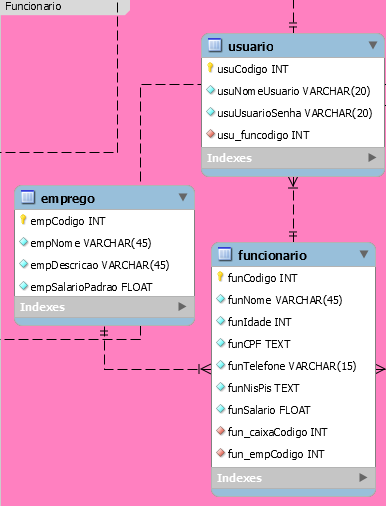 Funcionario
usuario
usuCodigo INT
usuNomeUsuario VARCHAR(20)
usuUsuarioSenha VARCHAR(20)
usu_funcodigo INT
Indexes
emprego
empCodigo INT
empNome VARCHAR(45)
empDescricao VARCHAR(45)
empSalarioPadrao FLOAT
Indexes
funcionario
funCodigo INT
funNome VARCHAR(45)
funIdade INT
funCPF TEXT
funTelefone VARCHAR(15)
funNisPis TEXT
funSalario FLOAT
fun_caixaCodigo INT
fun_empCodigo INT
Indexes